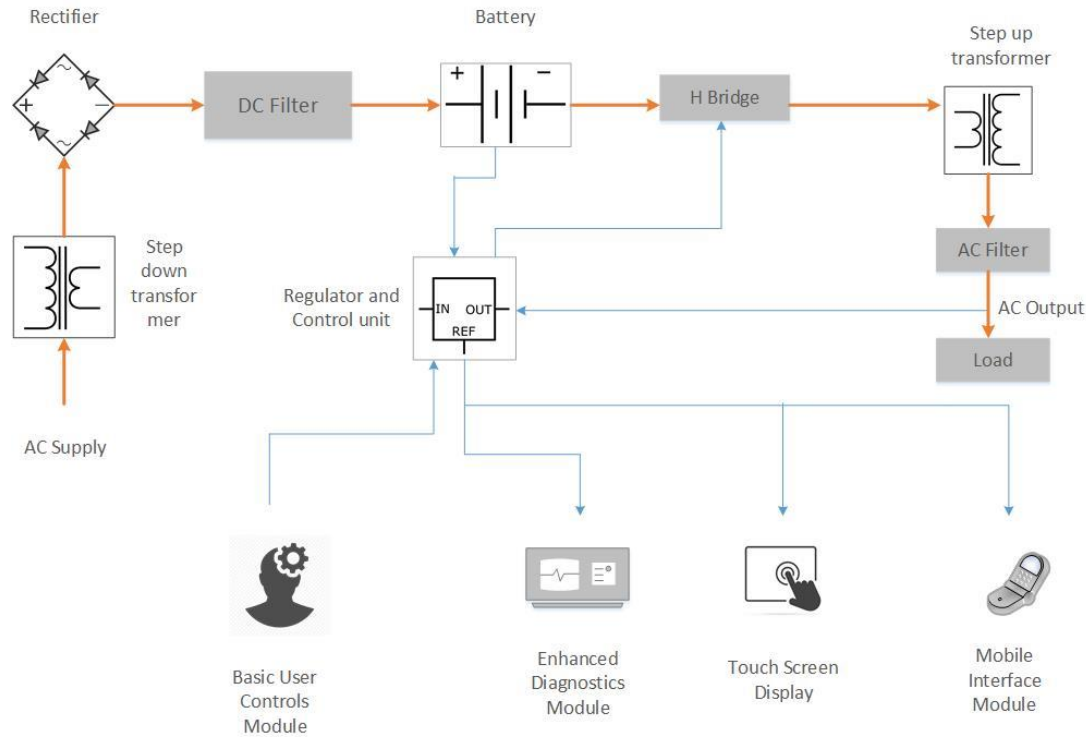 Rectifier
Battery
Step up
transformer
+
−
~
~
+
−
DC Filter
H Bridge
Step
down
transfor
mer
AC Filter
Regulator and
Control unit
IN
OUT
REF
AC Output
Load
AC Supply
Basic User
Controls
Module
Enhanced
Diagnostics
Module
Touch Screen
Display
Mobile
Interface
Module